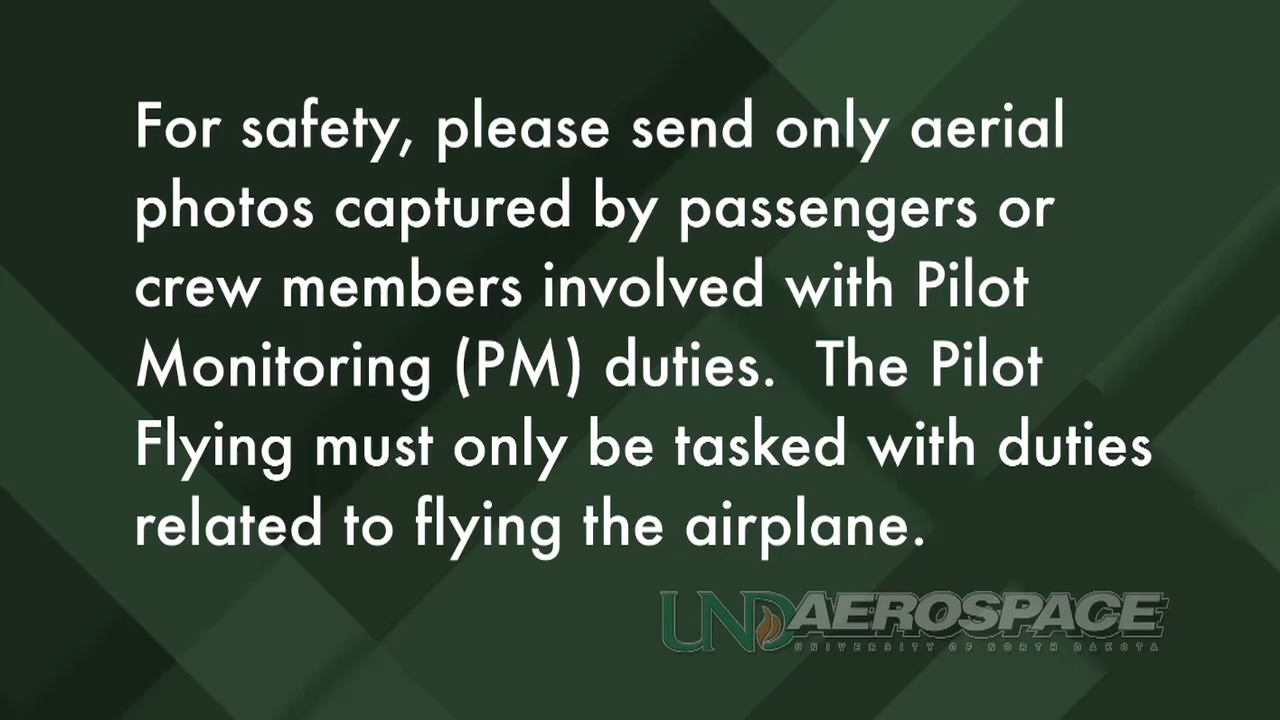 For safety, please send only aerial
photos captured by passengers or
crew members involved with Pilot
Monitoring (PM) duties.  The Pilot
Flying must only be tasked with duties
related to flying the airplane.
UND AEROSPACE
UNIVERSITY OF NORTH DAKOTA